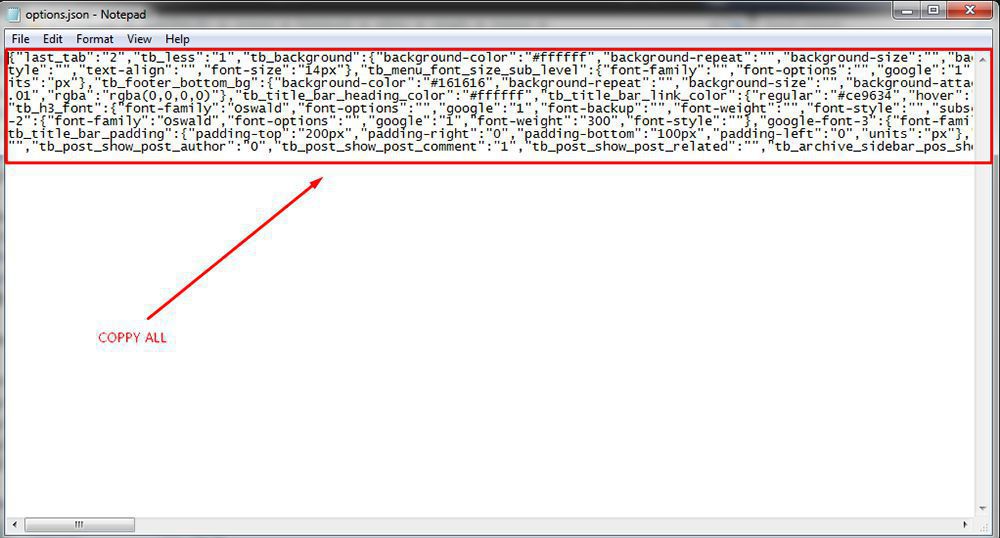 options.json - Notepad
File Edit Format View Help
{"last_tab":"2","tb_less":"1","tb_background":{"background-color":"#ffffff","background-repeat":"","background-size":"","bac
tyle":"","text-align":"","font-size":"14px"},"tb_menu_font_size_sub_level":{"font-family":"","font-options":"","google":"1"
its":"px"},"tb_footer_bottom_bg":{"background-color":"#161616","background-repeat":"","background-size":"","background-attac
01","rgba":"rgba(0,0,0,0)"},"tb_title_bar_heading_color":"#ffffff","tb_title_bar_link_color":{"regular":"#ce9634","hover":
"tb_h3_font":{"font-family":"Oswald","font-options":"","google":"1","font-backup":"","font-weight":"","font-style":"","subse
-2":{"font-family":"Oswald","font-options":"","google":"1","font-weight":"300","font-style":""},"google-font-3":{"font-famil
tb_title_bar_padding":{"padding-top":"200px","padding-right":"0","padding-bottom":"100px","padding-left":"0","units":"px"},
"","tb_post_show_post_author":"0","tb_post_show_post_comment":"1","tb_post_show_post_related":"","tb_archive_sidebar_pos_sho
COPPY ALL